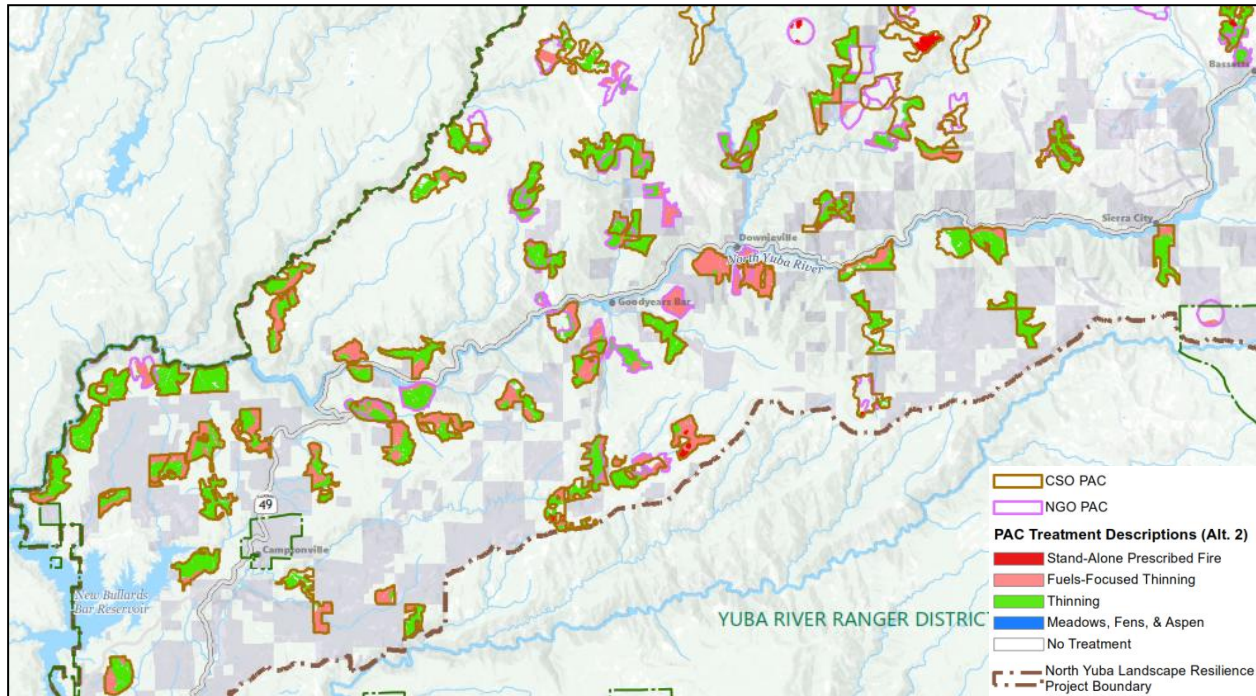 Bassetts
Sierra City
Downieville
North Yuba River
Goodyears Bar
49
Camptonville
New Bullards
Bar Reservoir
YUBA RIVER RANGER DISTRICT
CSO PAC
NGO PAC
PAC Treatment Descriptions (Alt. 2)
Stand-Alone Prescribed Fire
Fuels-Focused Thinning
Thinning
Meadows, Fens, & Aspen
No Treatment
North Yuba Landscape Resilience
Project Boundary